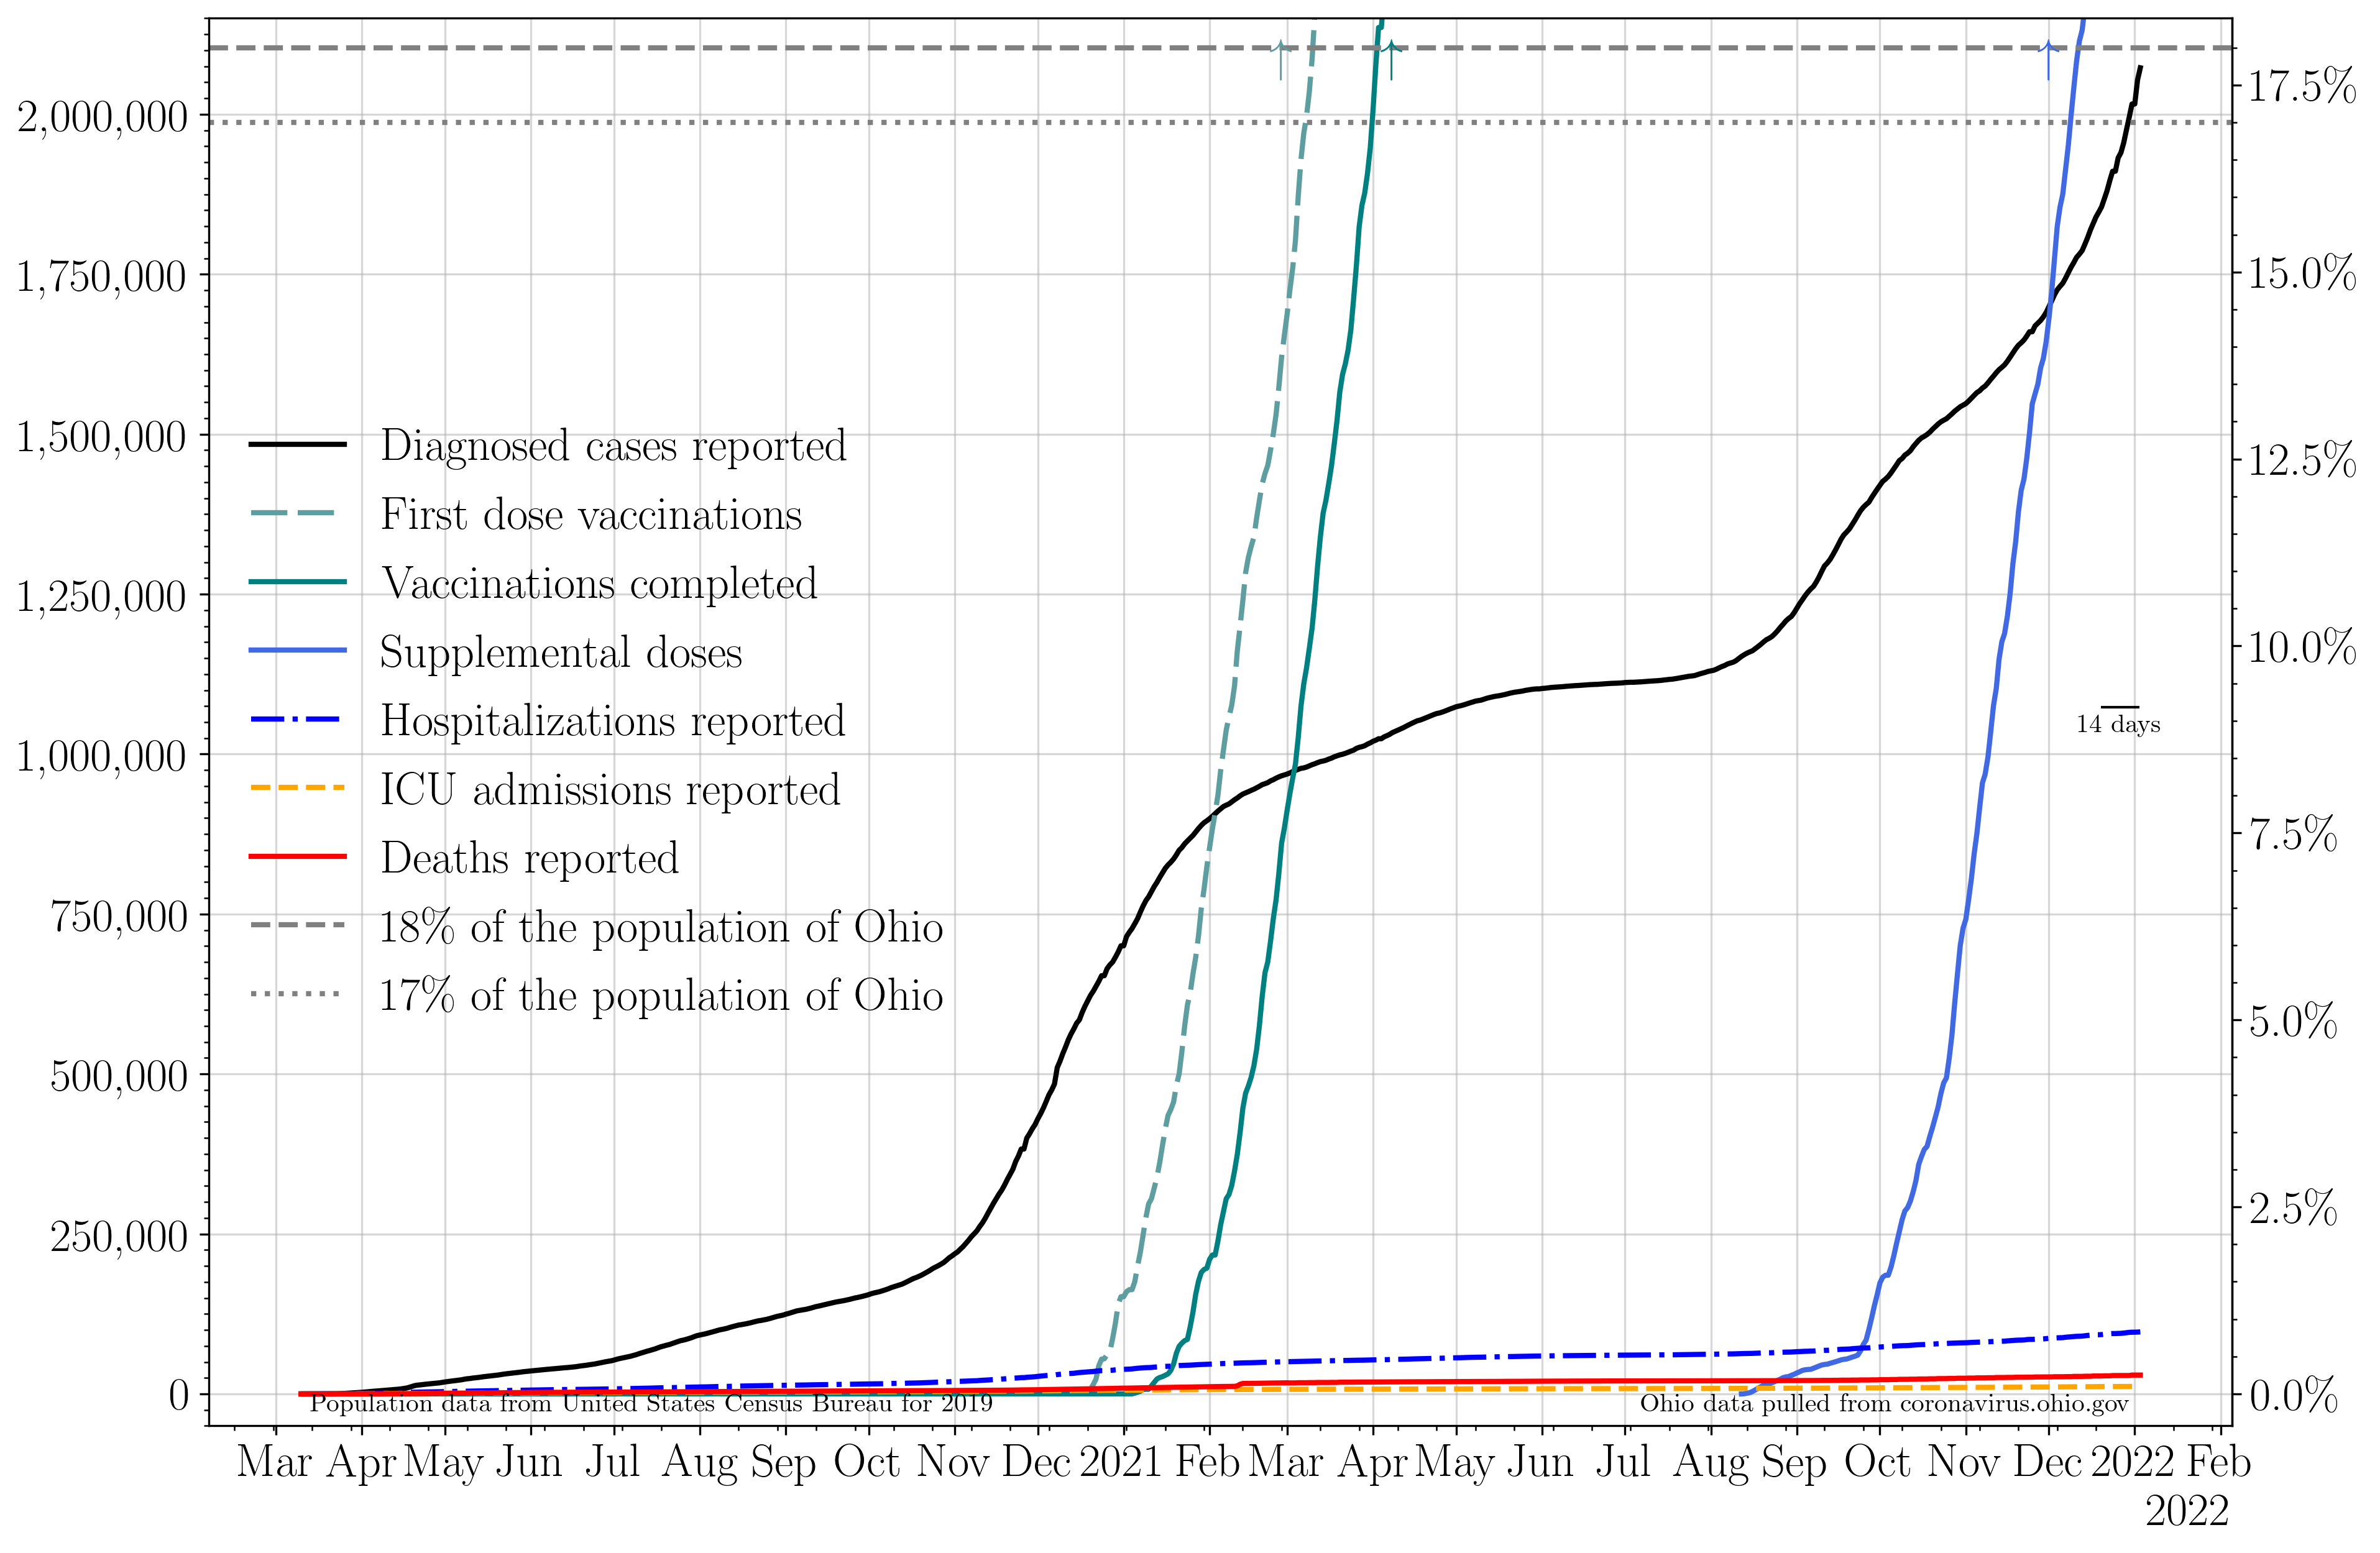 2,000,000
1,750,000
1,500,000
1,250,000
1,000,000
750,000
500,000
250,000
0
17.5%
15.0%
12.5%
10.0%
7.5%
5.0%
2.5%
0.0%
Diagnosed cases reported
First dose vaccinations
Vaccinations completed
Supplemental doses
Hospitalizations reported
ICU admissions reported
Deaths reported
18% of the population of Ohio
17% of the population of Ohio
14 days
Population data from United States Census Bureau for 2019
Ohio data pulled from coronavirus.ohio.gov
Mar Apr May Jun Jul Aug Sep Oct Nov Dec 2021 Feb Mar Apr May Jun Jul Aug Sep Oct Nov Dec 2022 Feb
2022